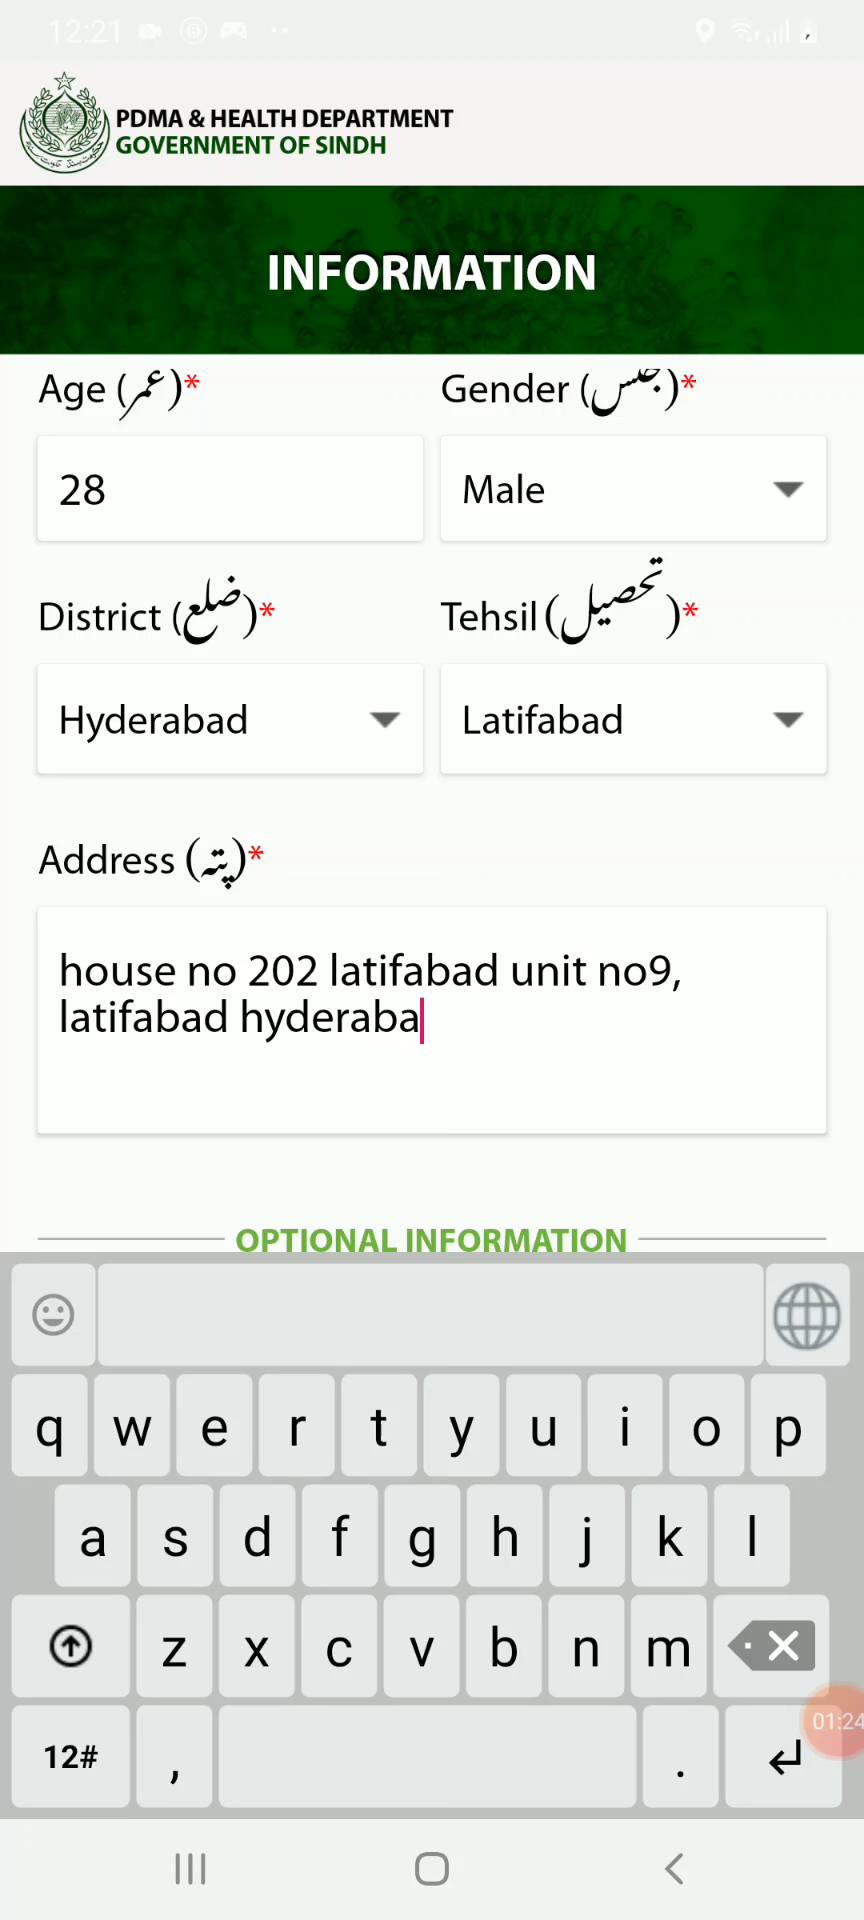 12:21
PDMA & HEALTH DEPARTMENT
GOVERNMENT OF SINDH
INFORMATION
Age (عمر)* Gender (جنس)*
28 Male
District (ضلع)* Tehsil (تحصیل)*
Hyderabad Latifabad
Address (پتہ)*
house no 202 latifabad unit no9,
latifabad hyderaba
OPTIONAL INFORMATION
q w e r t y u i o p
a s d f g h j k l
z x c v b n m
12# , . 
01:24